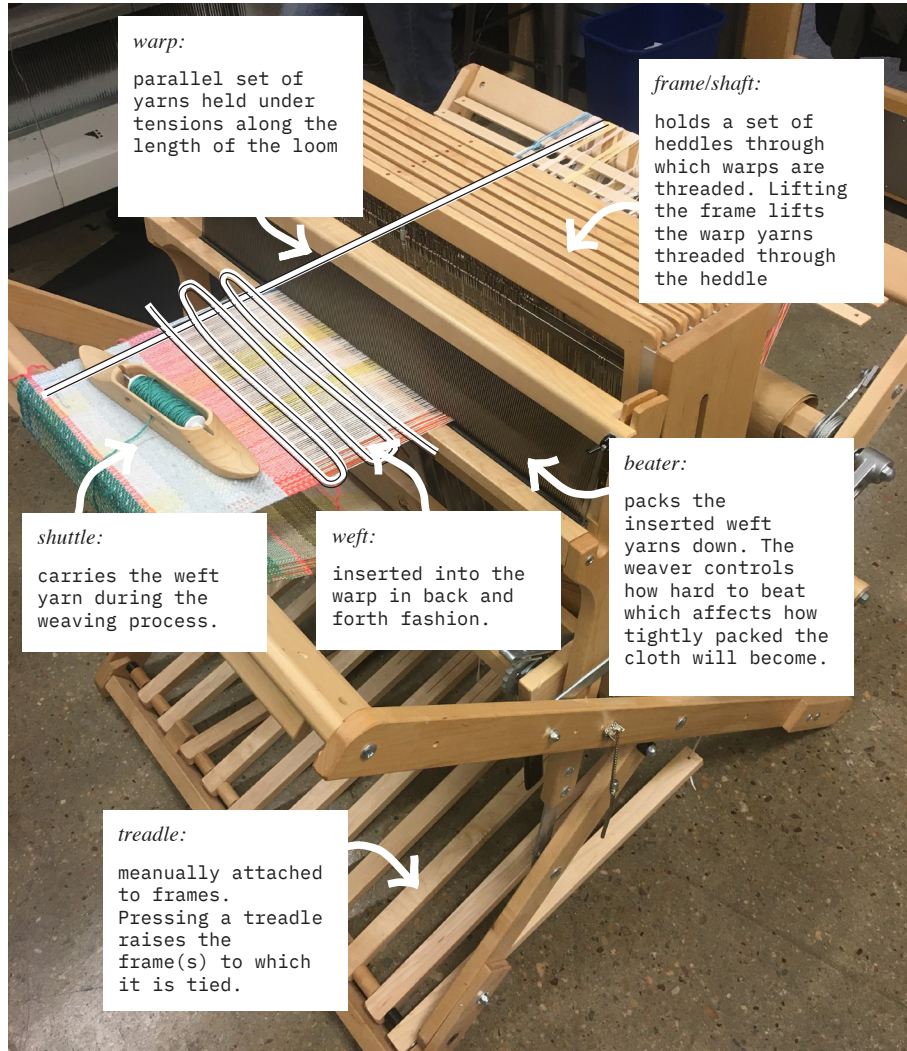 warp:
parallel set of
yarns held under
tensions along the
length of the loom
frame/shaft:
holds a set of
heddles through
which warps are
threaded. Lifting
the frame lifts
the warp yarns
threaded through
the heddle
shuttle:
carries the weft
yarn during the
weaving process.
weft:
inserted into the
warp in back and
forth fashion.
beater:
packs the
inserted weft
yarns down. The
weaver controls
how hard to beat
which affects how
tightly packed the
cloth will become.
treadle:
meanually attached
to frames.
Pressing a treadle
raises the
frame(s) to which
it is tied.